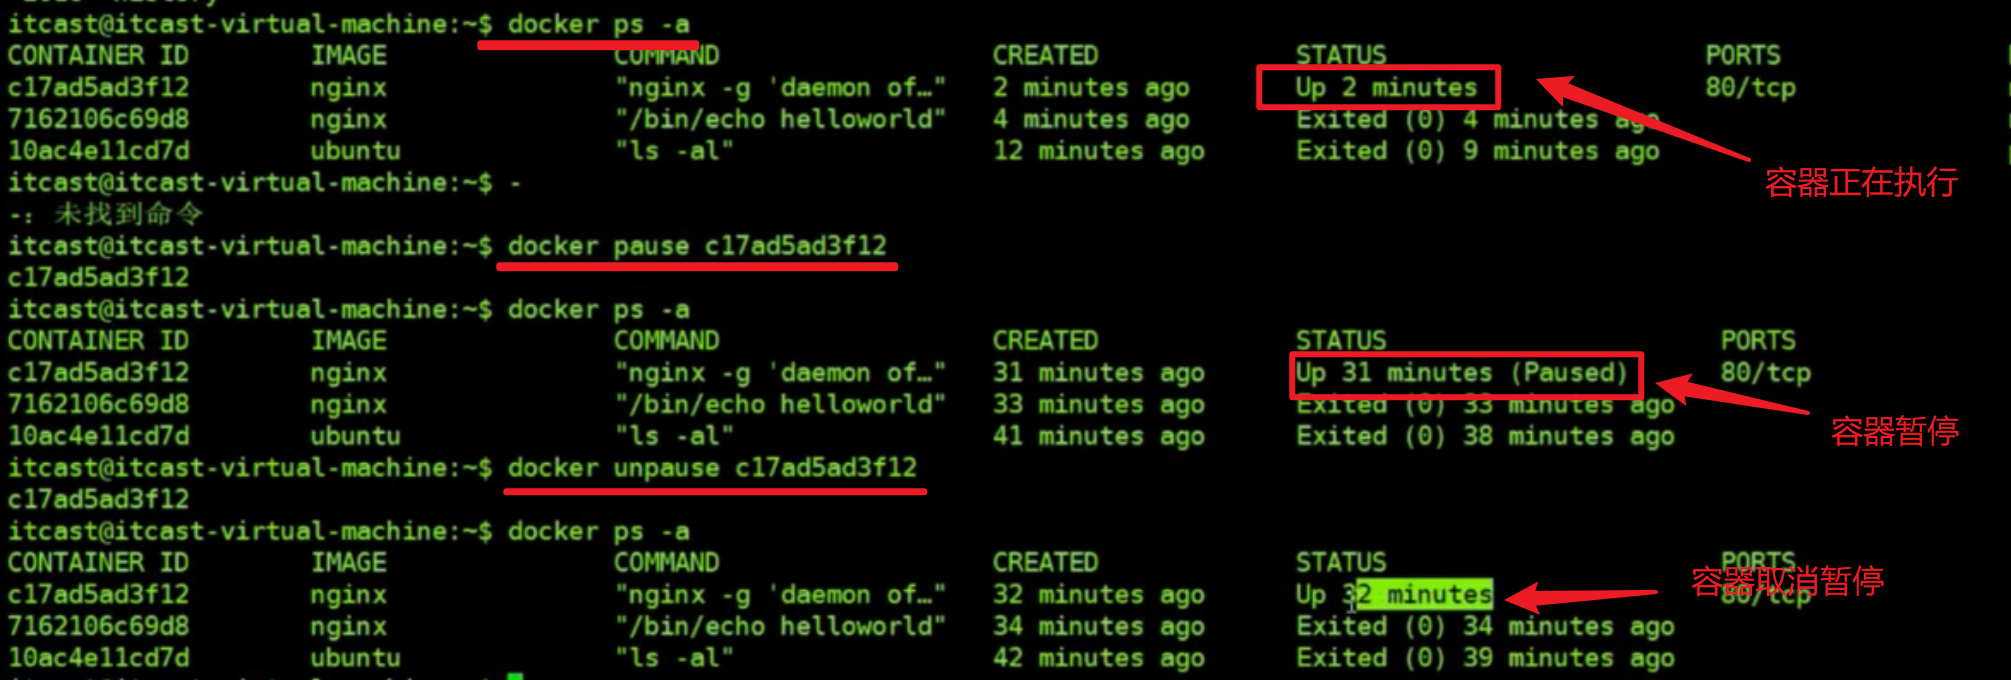 itcast@itcast-virtual-machine:~$ docker ps -a
CONTAINER ID IMAGE COMMAND CREATED STATUS PORTS
c17ad5ad3f12 nginx "nginx -g 'daemon of…" 2 minutes ago Up 2 minutes 80/tcp
7162106c69d8 nginx "/bin/echo helloworld" 4 minutes ago Exited (0) 4 minutes ago
10ac4e11cd7d ubuntu "ls -al" 12 minutes ago Exited (0) 9 minutes ago
容器正在执行
itcast@itcast-virtual-machine:~$ -
-: 未找到命令
itcast@itcast-virtual-machine:~$ docker pause c17ad5ad3f12
c17ad5ad3f12
itcast@itcast-virtual-machine:~$ docker ps -a
CONTAINER ID IMAGE COMMAND CREATED STATUS PORTS
c17ad5ad3f12 nginx "nginx -g 'daemon of…" 31 minutes ago Up 31 minutes (Paused) 80/tcp
7162106c69d8 nginx "/bin/echo helloworld" 33 minutes ago Exited (0) 33 minutes ago
10ac4e11cd7d ubuntu "ls -al" 41 minutes ago Exited (0) 38 minutes ago
容器暂停
itcast@itcast-virtual-machine:~$ docker unpause c17ad5ad3f12
c17ad5ad3f12
itcast@itcast-virtual-machine:~$ docker ps -a
CONTAINER ID IMAGE COMMAND CREATED STATUS PORTS
容器取消暂停
c17ad5ad3f12 nginx "nginx -g 'daemon of…" 32 minutes ago Up 32 minutes 80/tcp
7162106c69d8 nginx "/bin/echo helloworld" 34 minutes ago Exited (0) 34 minutes ago
10ac4e11cd7d ubuntu "ls -al" 42 minutes ago Exited (0) 39 minutes ago